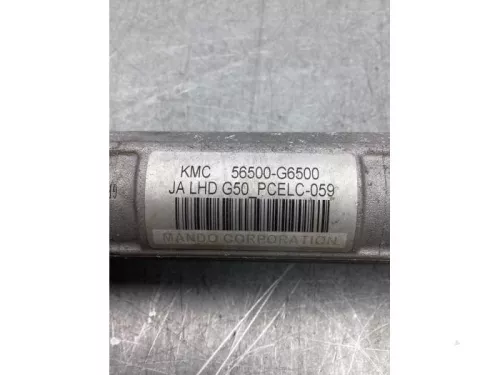 KMC 56500-G6500
JA LHD G50 PCELC-059
MANDO CORPORATION